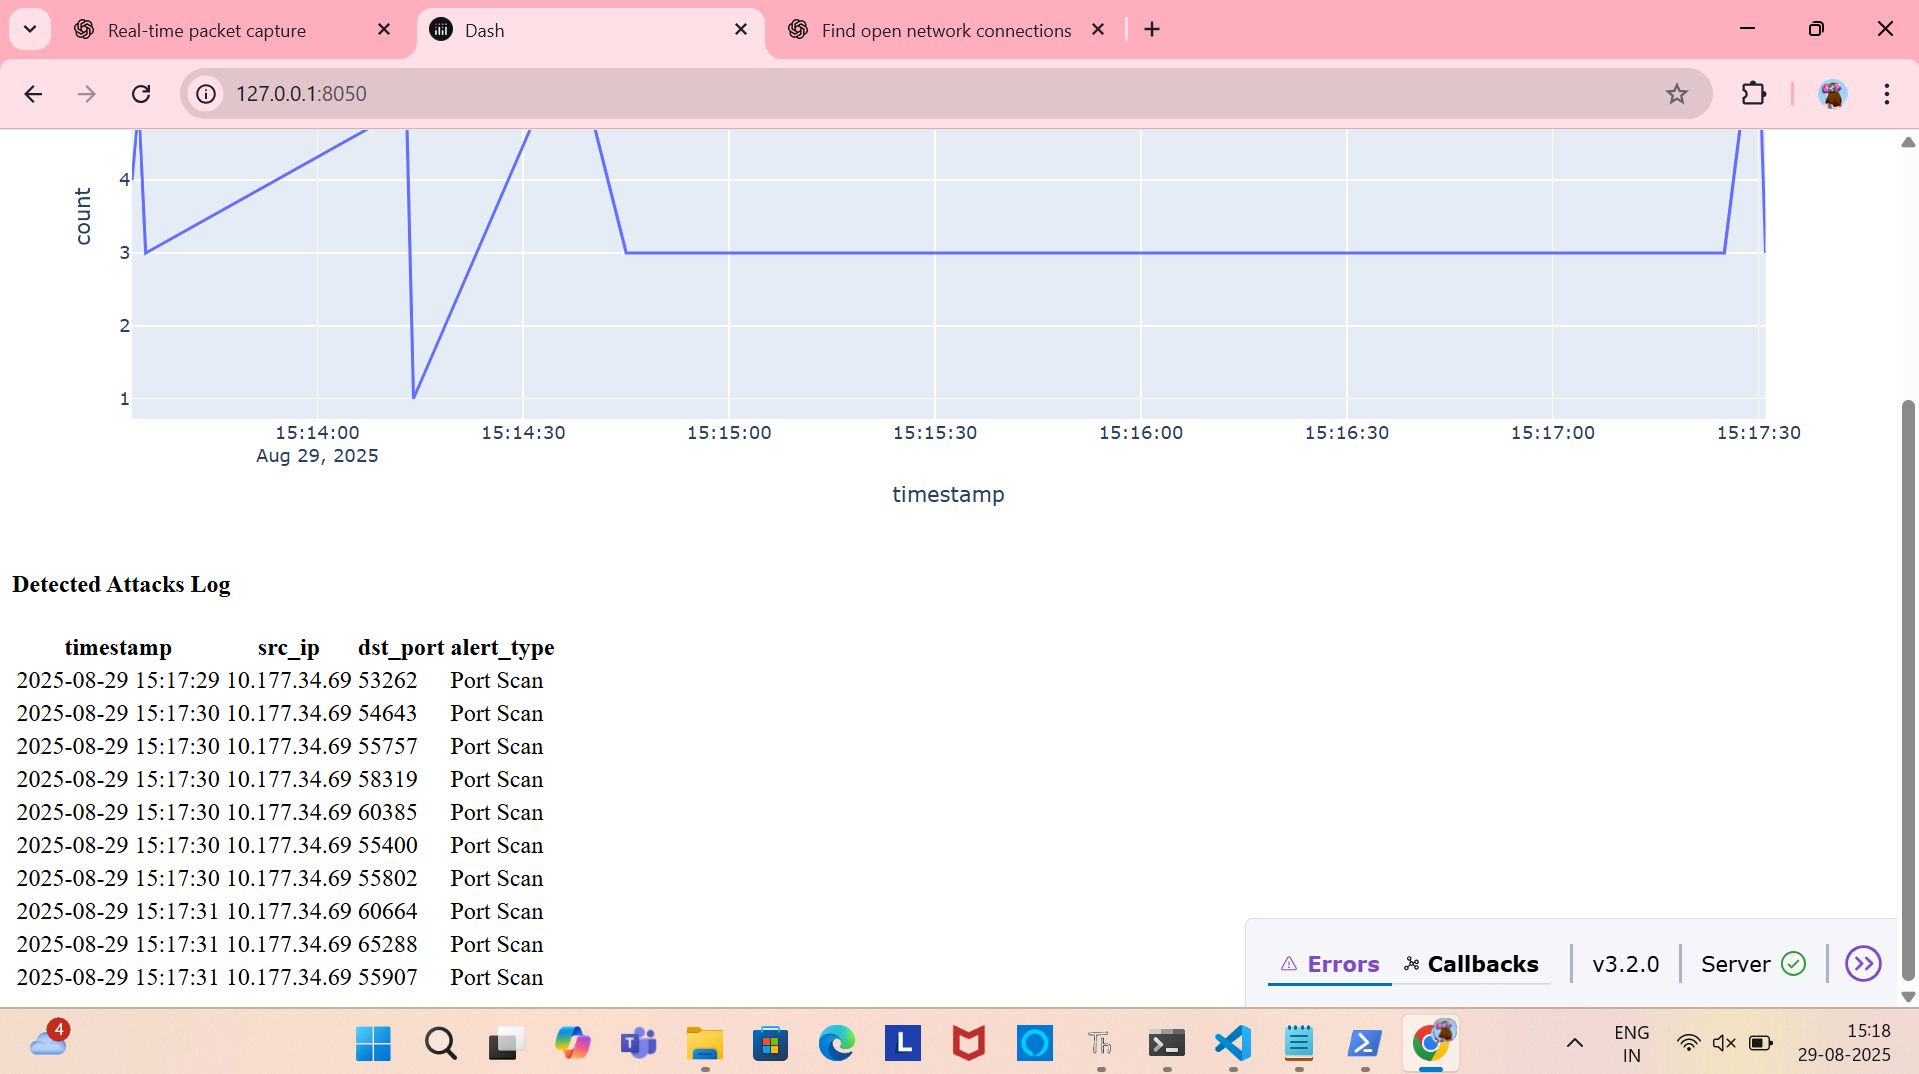 Real-time packet capture
Dash
Find open network connections
127.0.0.1:8050
count
4
3
2
1
15:14:00 15:14:30 15:15:00 15:15:30 15:16:00 15:16:30 15:17:00 15:17:30
Aug 29, 2025
timestamp
Detected Attacks Log
timestamp src_ip dst_port alert_type
2025-08-29 15:17:29 10.177.34.69 53262 Port Scan
2025-08-29 15:17:30 10.177.34.69 54643 Port Scan
2025-08-29 15:17:30 10.177.34.69 55757 Port Scan
2025-08-29 15:17:30 10.177.34.69 58319 Port Scan
2025-08-29 15:17:30 10.177.34.69 60385 Port Scan
2025-08-29 15:17:30 10.177.34.69 55400 Port Scan
2025-08-29 15:17:30 10.177.34.69 55802 Port Scan
2025-08-29 15:17:31 10.177.34.69 60664 Port Scan
2025-08-29 15:17:31 10.177.34.69 65288 Port Scan
2025-08-29 15:17:31 10.177.34.69 55907 Port Scan
Errors Callbacks v3.2.0 Server
4
L
Th
ENG
IN
15:18
29-08-2025